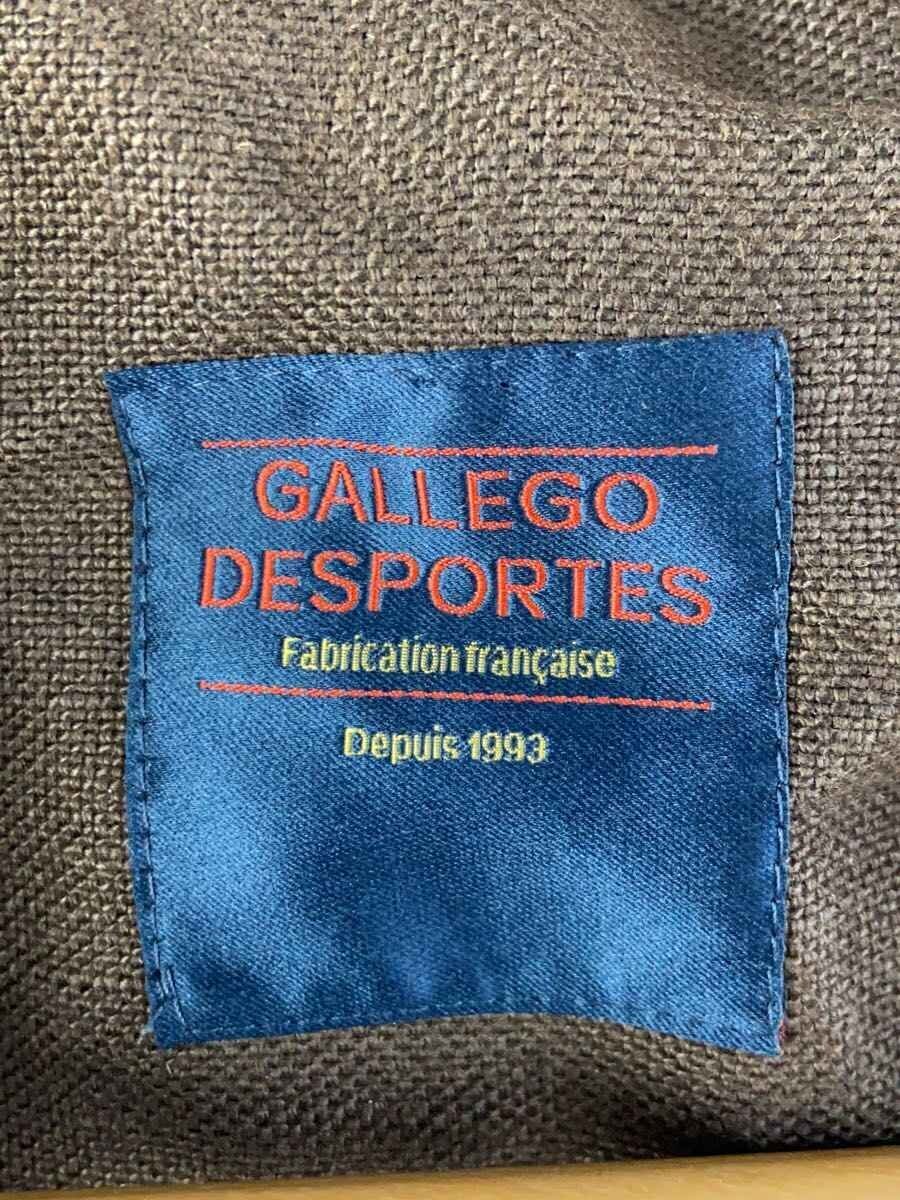 GALLEGO
DESPORTES
Fabrication française
Depuis 1993